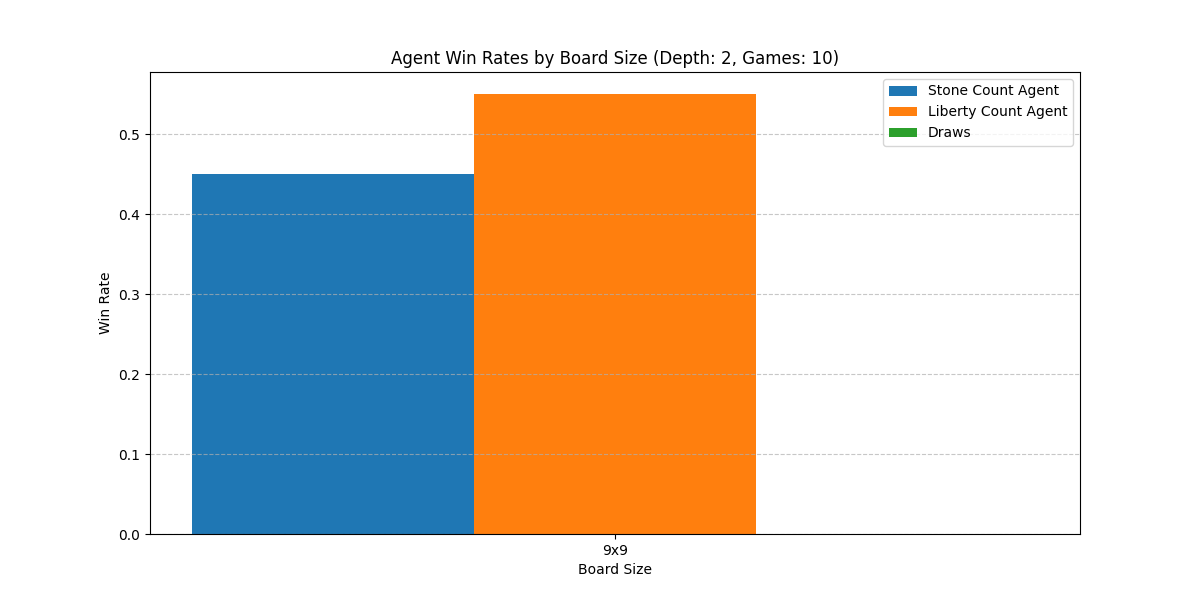 Agent Win Rates by Board Size (Depth: 2, Games: 10)
Stone Count Agent
Liberty Count Agent
Draws
Win Rate
0.5
0.4
0.3
0.2
0.1
0.0
9x9
Board Size